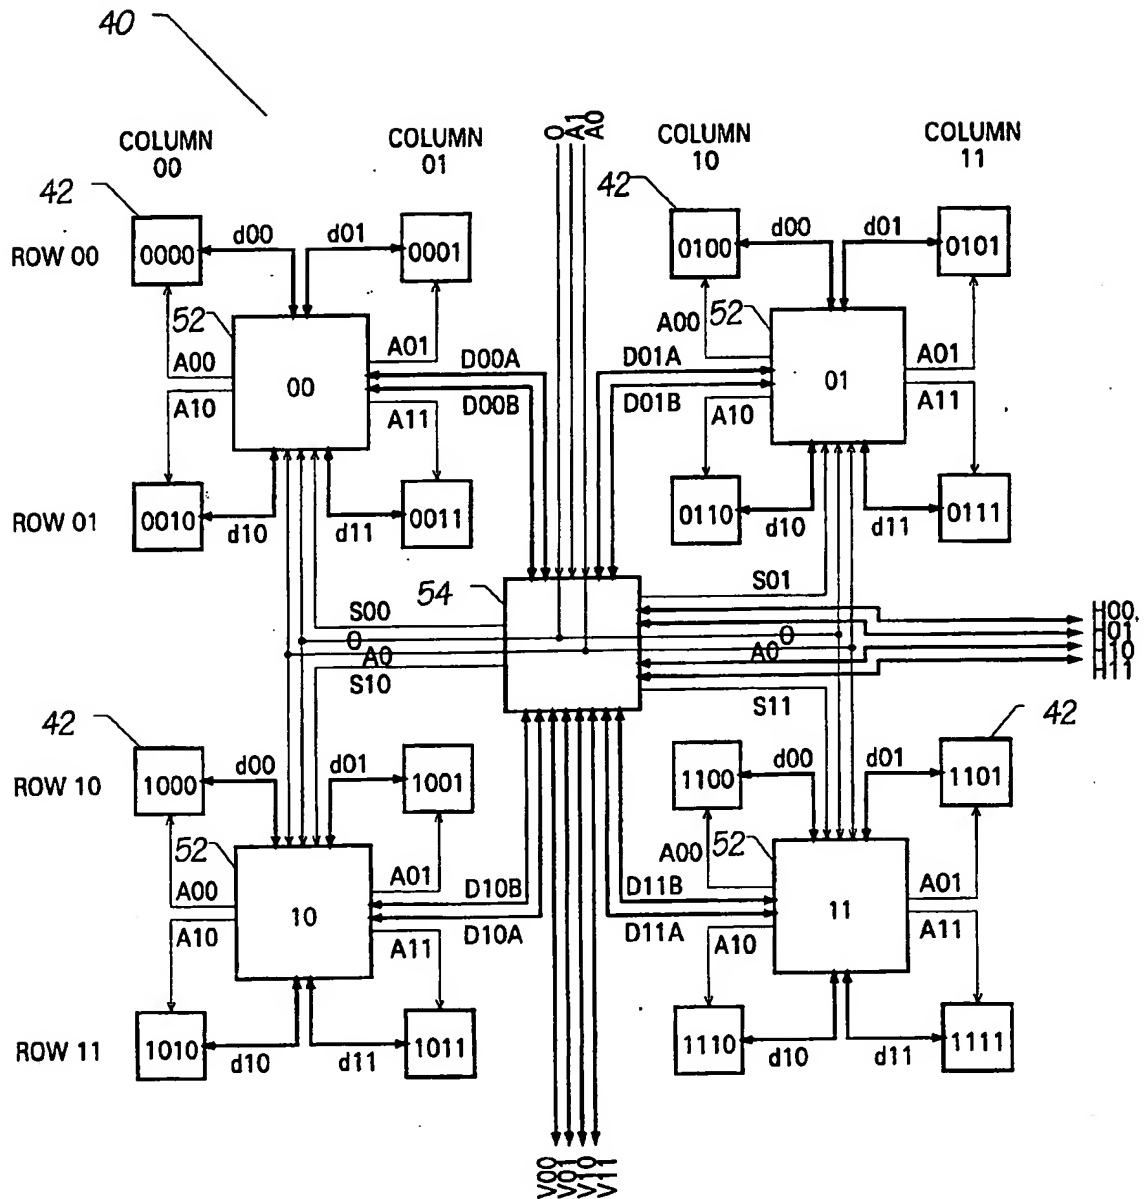 40
COLUMN
00
COLUMN
01
O
A1
A0
COLUMN
10
COLUMN
11
42
42
ROW 00
0000
d00
d01
0001
0100
d00
d01
0101
52
A00
A01
00
D00A
D00B
A10
A11
D01A
D01B
A00
52
A01
01
A10
A11
ROW 01
0010
d10
d11
0011
0110
d10
d11
0111
54
S00
O
A0
S10
S01
O
A0
S11
H00
H01
H10
H11
42
42
ROW 10
1000
d00
d01
1001
1100
d00
d01
1101
52
A00
A01
10
D10B
D10A
A10
A11
D11B
D11A
A00
52
A01
11
A10
A11
ROW 11
1010
d10
d11
1011
1110
d10
d11
1111
V00
V01
V10
V11